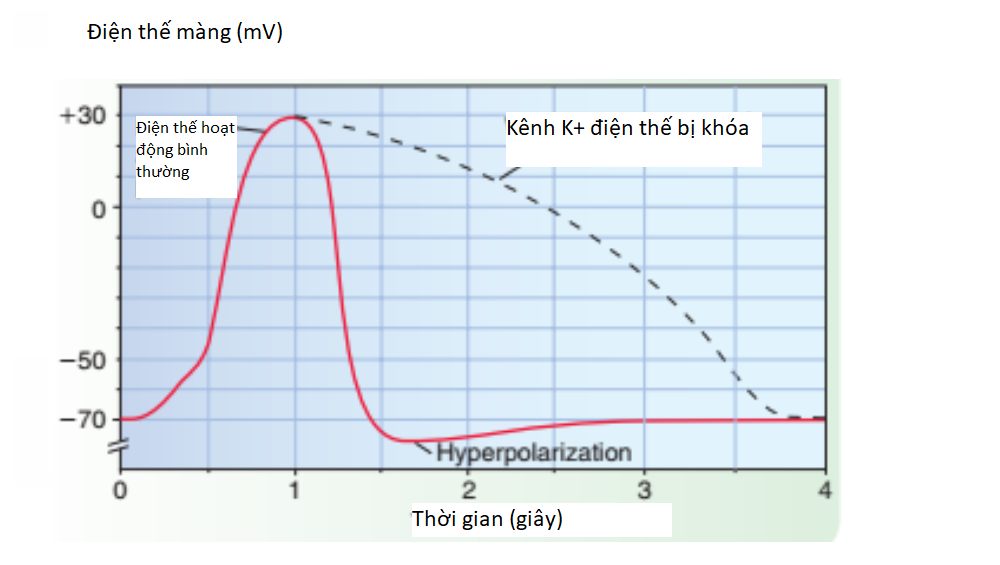 Điện thế màng (mV)
+30
Điện thế hoạt
động bình
thường
Kênh K+ điện thế bị khóa
0
−50
−70
Hyperpolarization
0 1 2 3 4
Thời gian (giây)